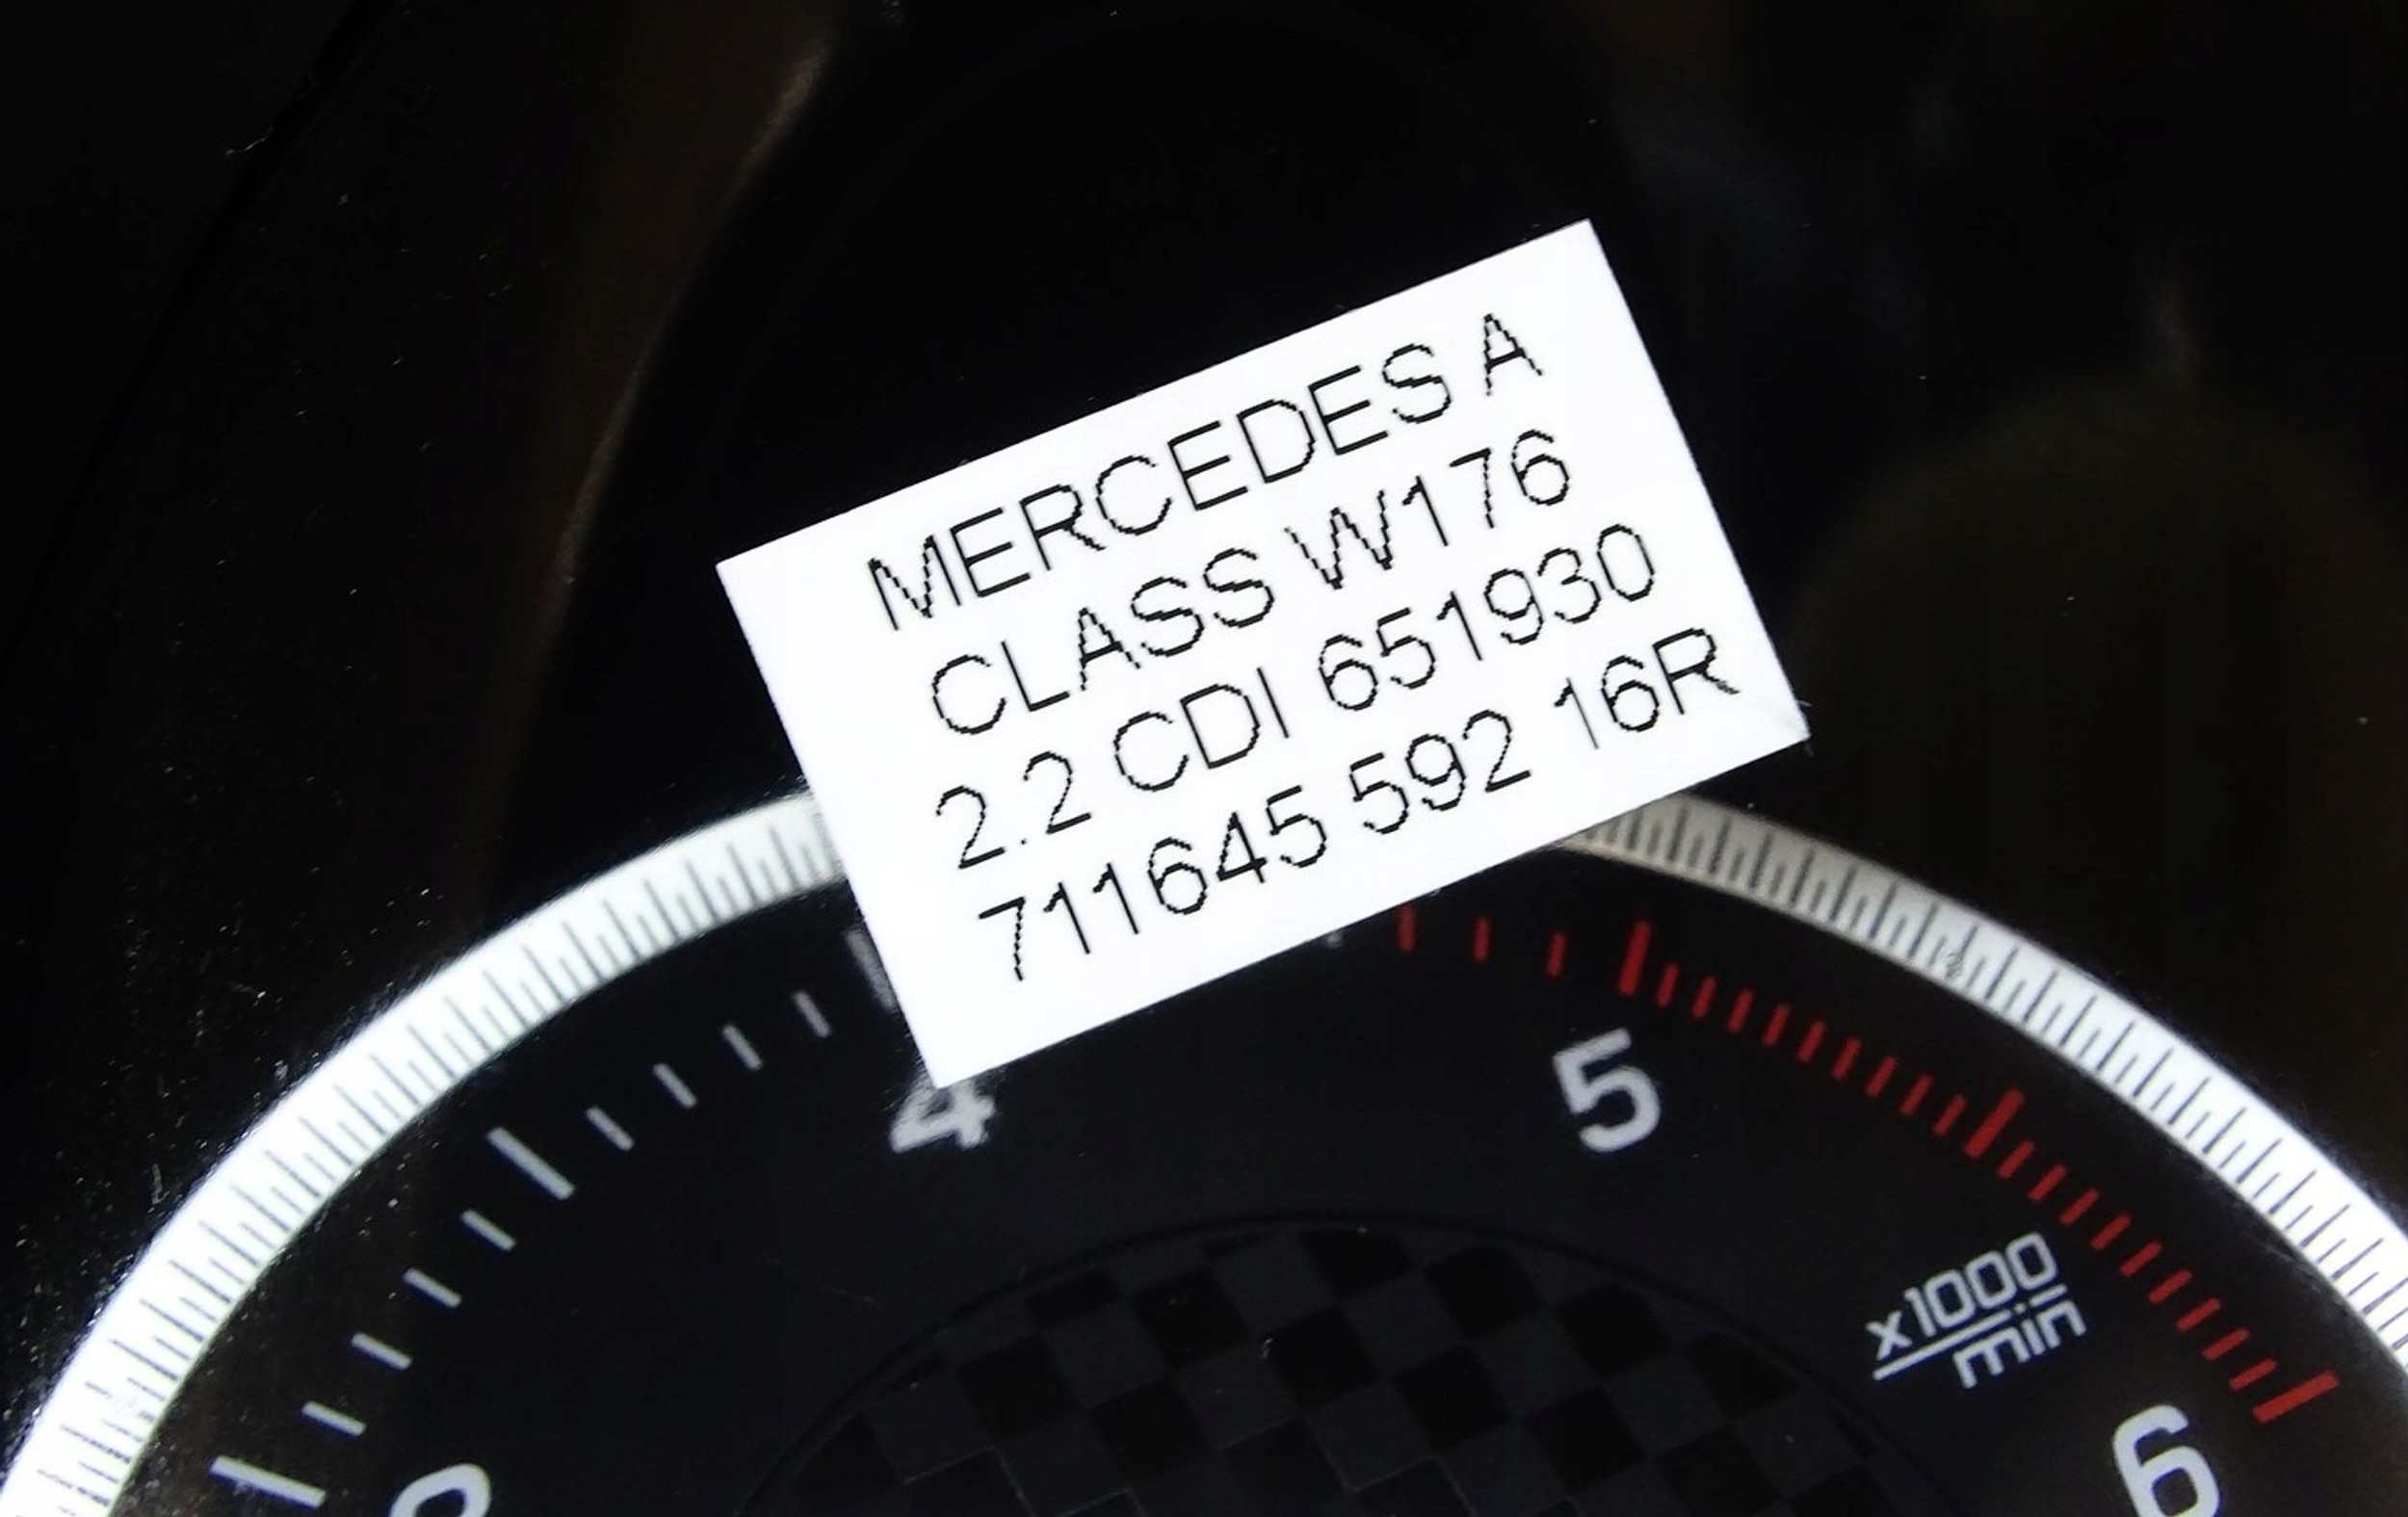 MERCEDES A
CLASS W176
2.2 CDI 651930
711645 592 16R
4
5
x1000
min
6